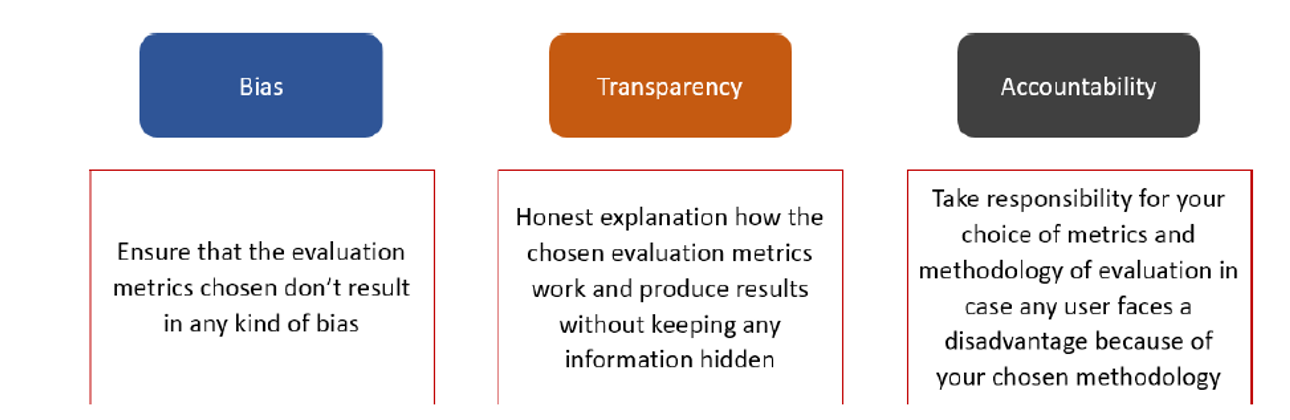 Bias
Transparency
Accountability
Ensure that the evaluation
metrics chosen don’t result
in any kind of bias
Honest explanation how the
chosen evaluation metrics
work and produce results
without keeping any
information hidden
Take responsibility for your
choice of metrics and
methodology of evaluation in
case any user faces a
disadvantage because of
your chosen methodology